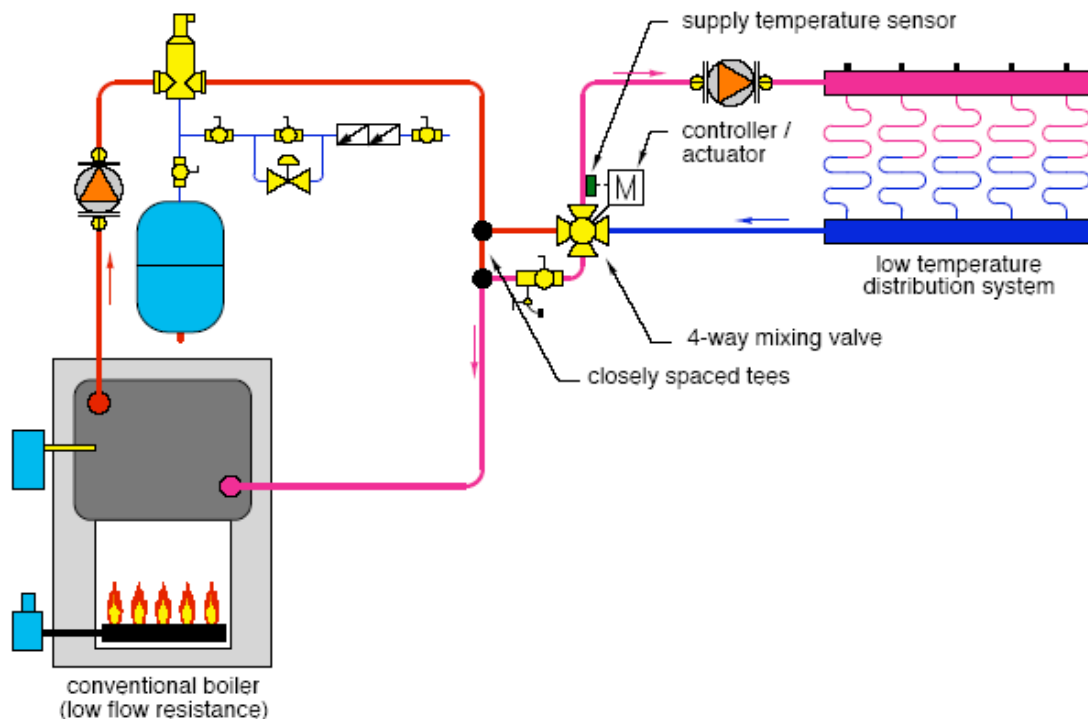 supply temperature sensor
controller /
actuator
M
low temperature
distribution system
4-way mixing valve
closely spaced tees
conventional boiler
(low flow resistance)